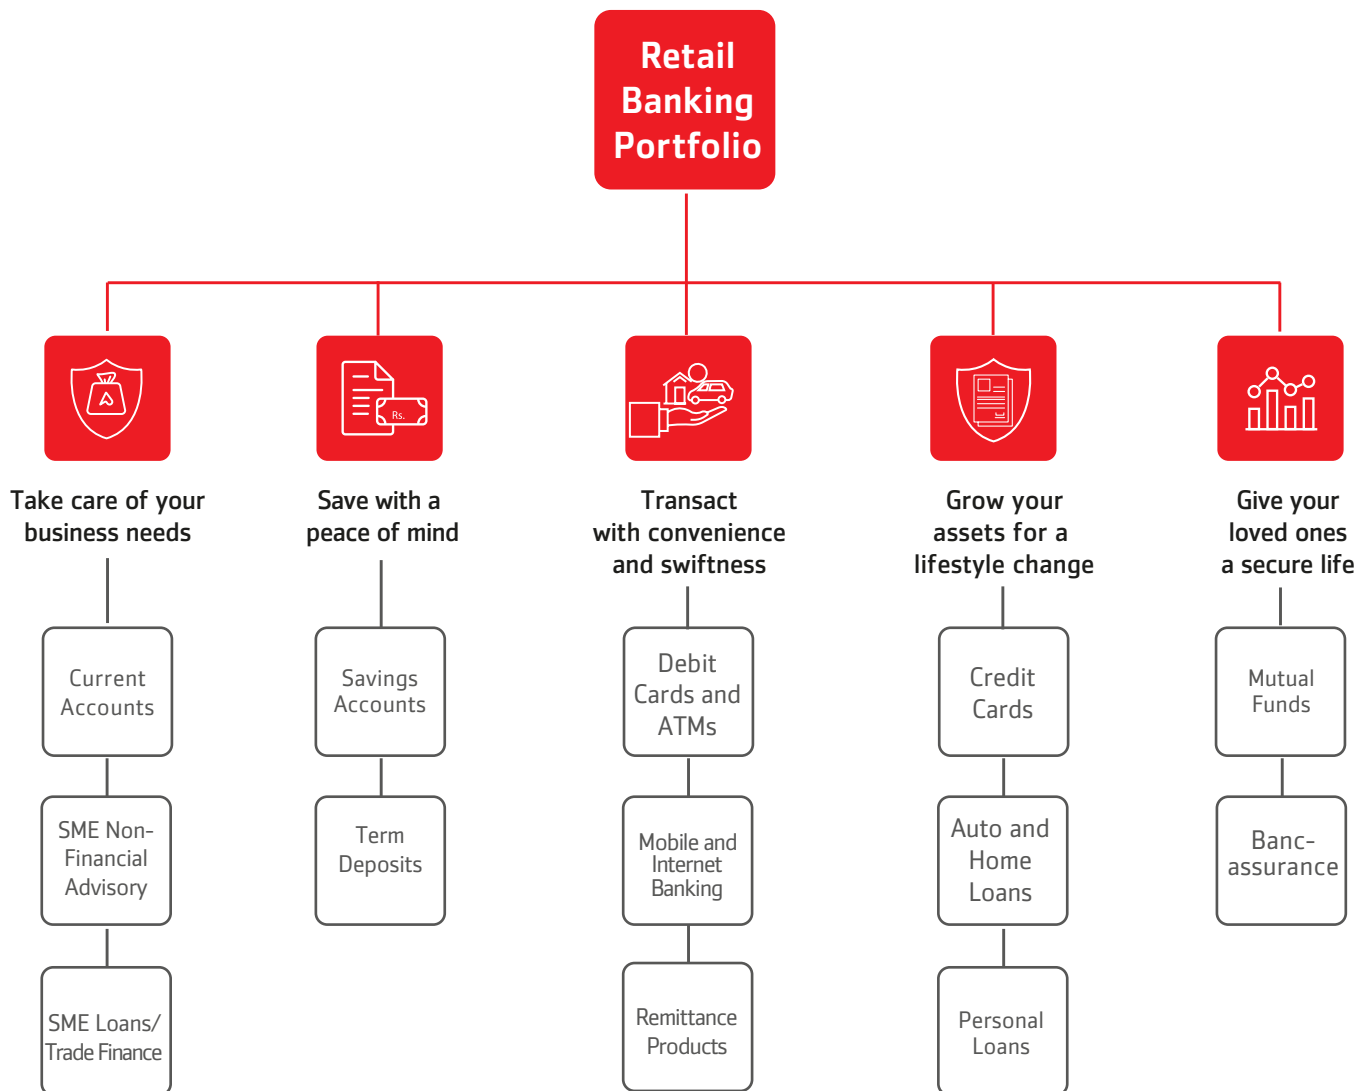 Retail
Banking
Portfolio
Rs.
Take care of your
business needs
Save with a
peace of mind
Transact
with convenience
and swiftness
Grow your
assets for a
lifestyle change
Give your
loved ones
a secure life
Current
Accounts
Savings
Accounts
Debit
Cards and
ATMs
Credit
Cards
Mutual
Funds
SME Non-
Financial
Advisory
Term
Deposits
Mobile and
Internet
Banking
Auto and
Home
Loans
Banc-
assurance
SME Loans/
Trade Finance
Remittance
Products
Personal
Loans